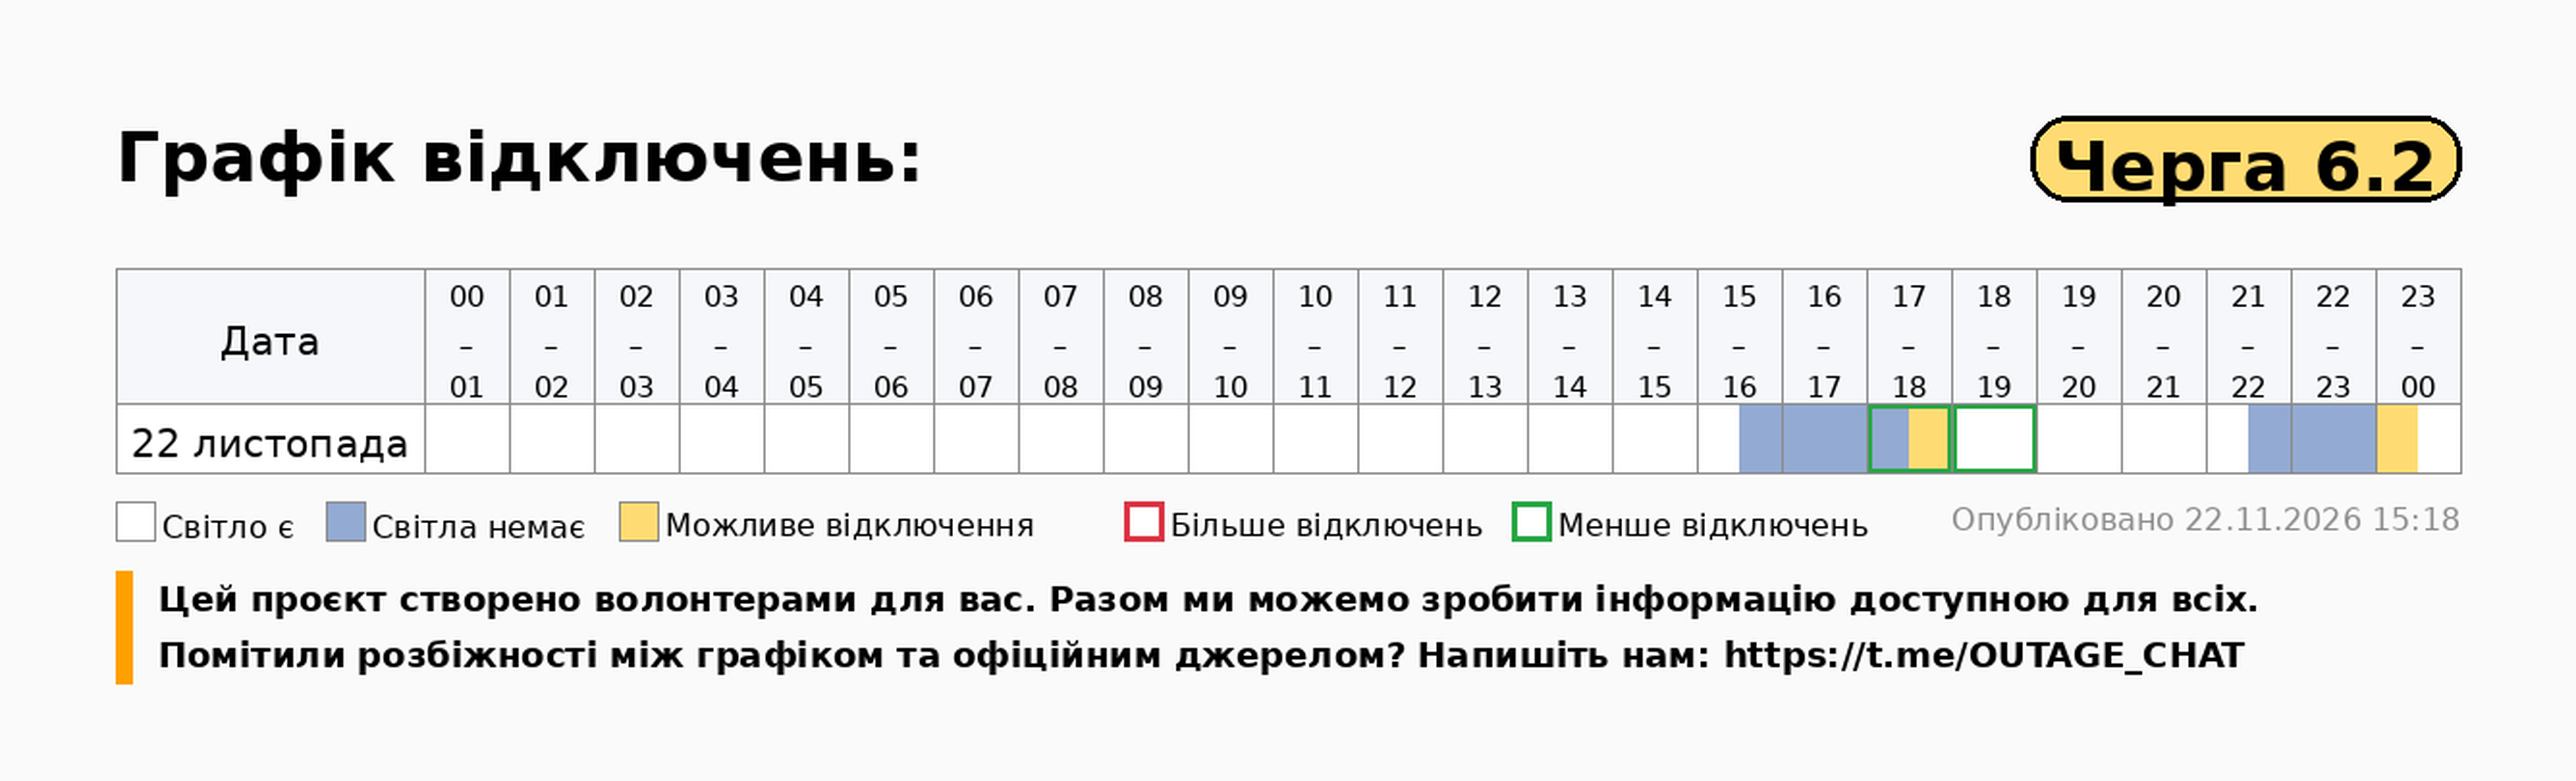 Графік відключень:
Черга 6.2
Дата 00–01 01–02 02–03 03–04 04–05 05–06 06–07 07–08 08–09 09–10 10–11 11–12 12–13 13–14 14–15 15–16 16–17 17–18 18–19 19–20 20–21 21–22 22–23 23–00
22 листопада
Світло є Світла немає Можливе відключення Більше відключень Менше відключень Опубліковано 22.11.2026 15:18
Цей проєкт створено волонтерами для вас. Разом ми можемо зробити інформацію доступною для всіх.
Помітили розбіжності між графіком та офіційним джерелом? Напишіть нам: https://t.me/OUTAGE_CHAT